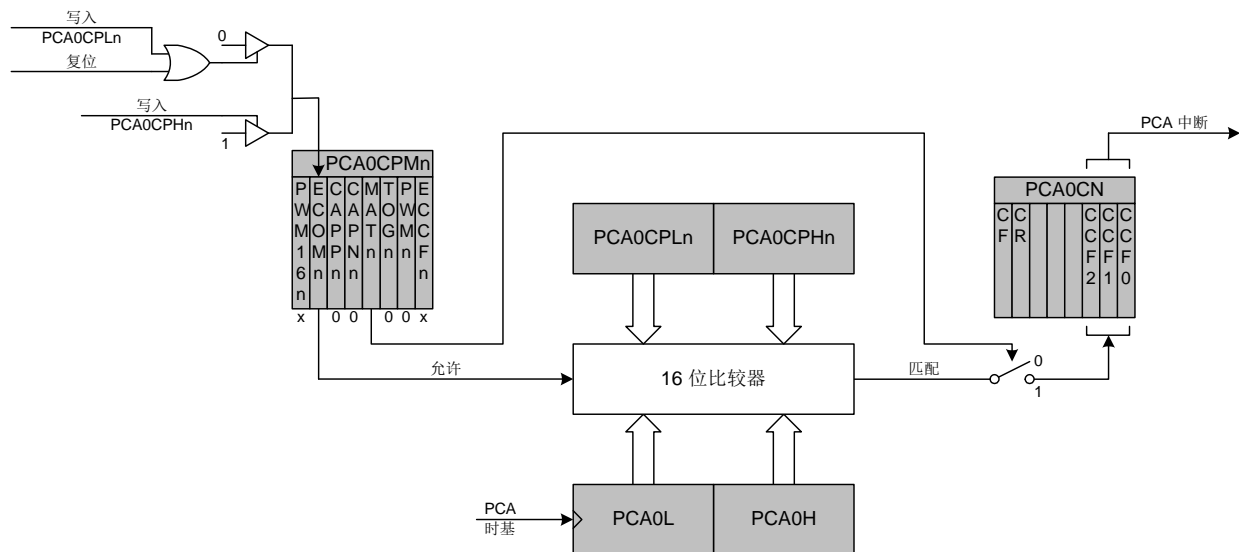 写入
PCA0CPLn
复位
0
写入
PCA0CPHn
1
PCA0CPMn
PWM16n
ECOMn
CAPPn
CAPNn
MATn
TOGn
PWMn
ECCFn
x
0
0
0
0
x
PCA0CPLn
PCA0CPHn
允许
16 位比较器
匹配
0
1
PCA 中断
PCA0CN
CF
CR
CCF2
CCF1
CCF0
PCA
时基
PCA0L
PCA0H